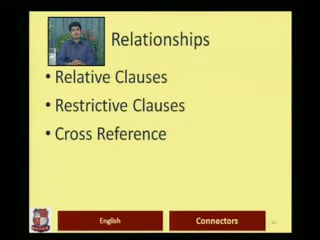 Relationships
• Relative Clauses
• Restrictive Clauses
• Cross Reference
English
Connectors